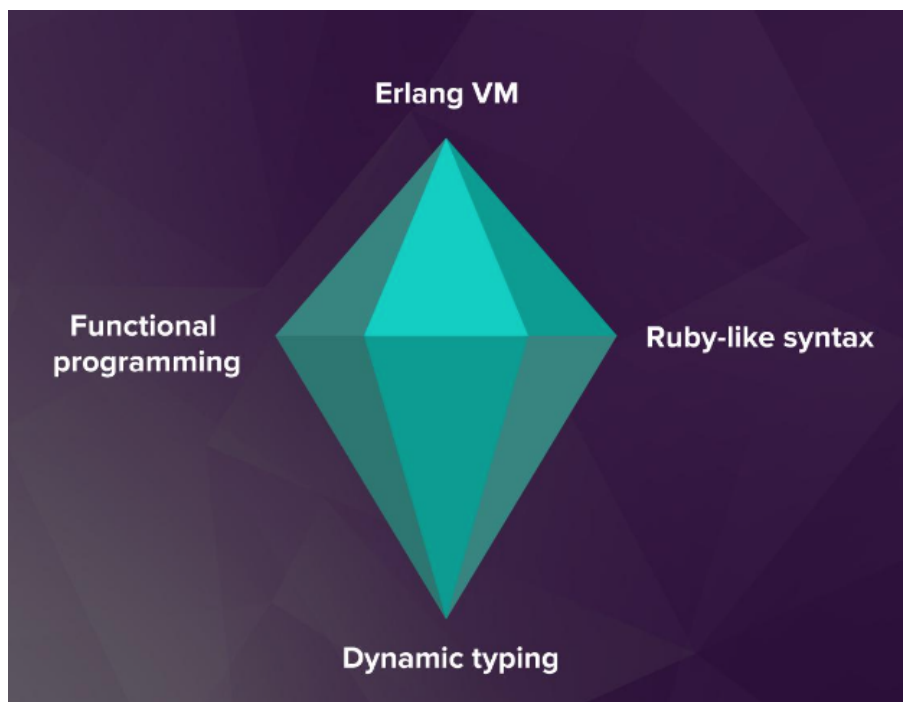 Erlang VM
Functional
programming
Ruby-like syntax
Dynamic typing